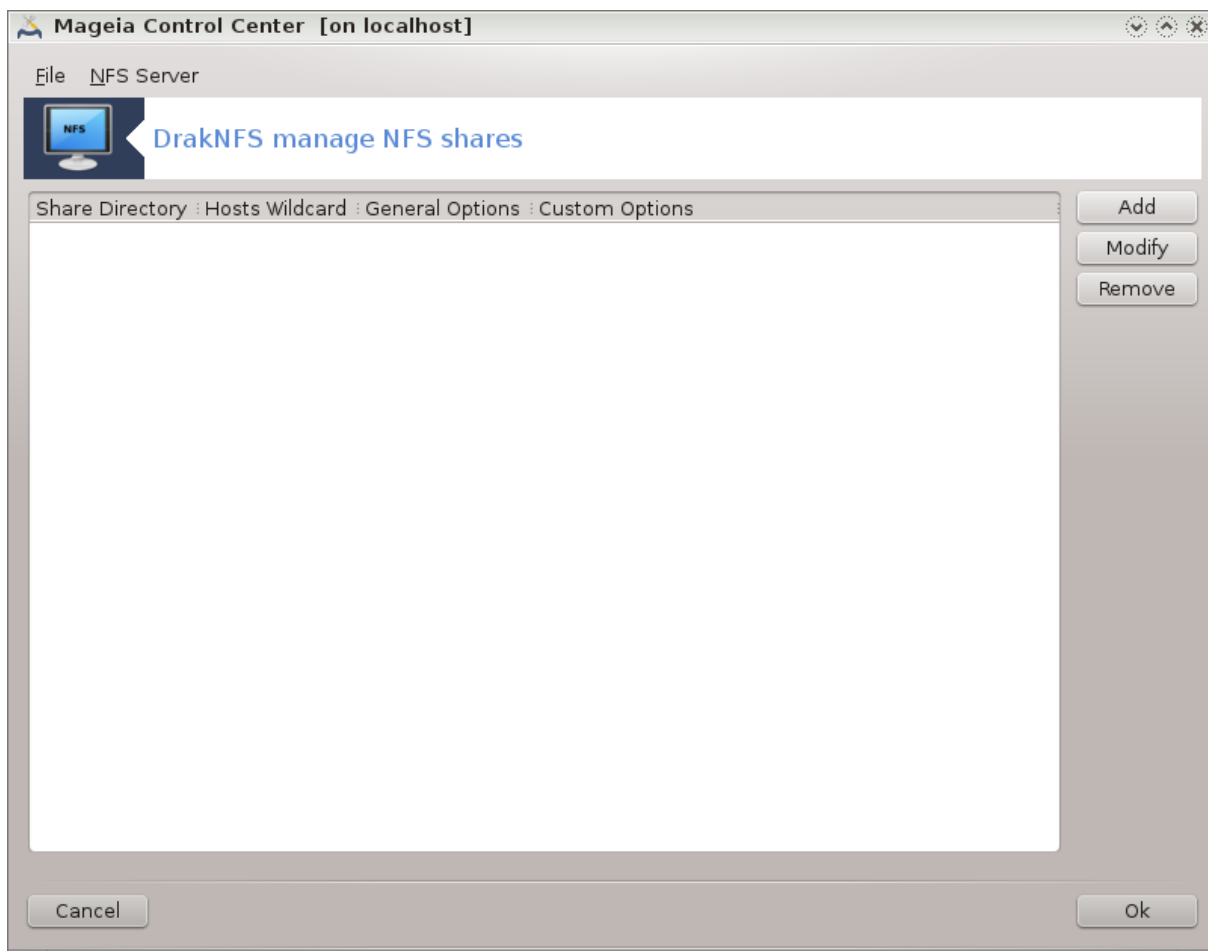 Mageia Control Center [on localhost]
File NFS Server
NFS
DrakNFS manage NFS shares
Share Directory Hosts Wildcard General Options Custom Options
Add
Modify
Remove
Cancel Ok